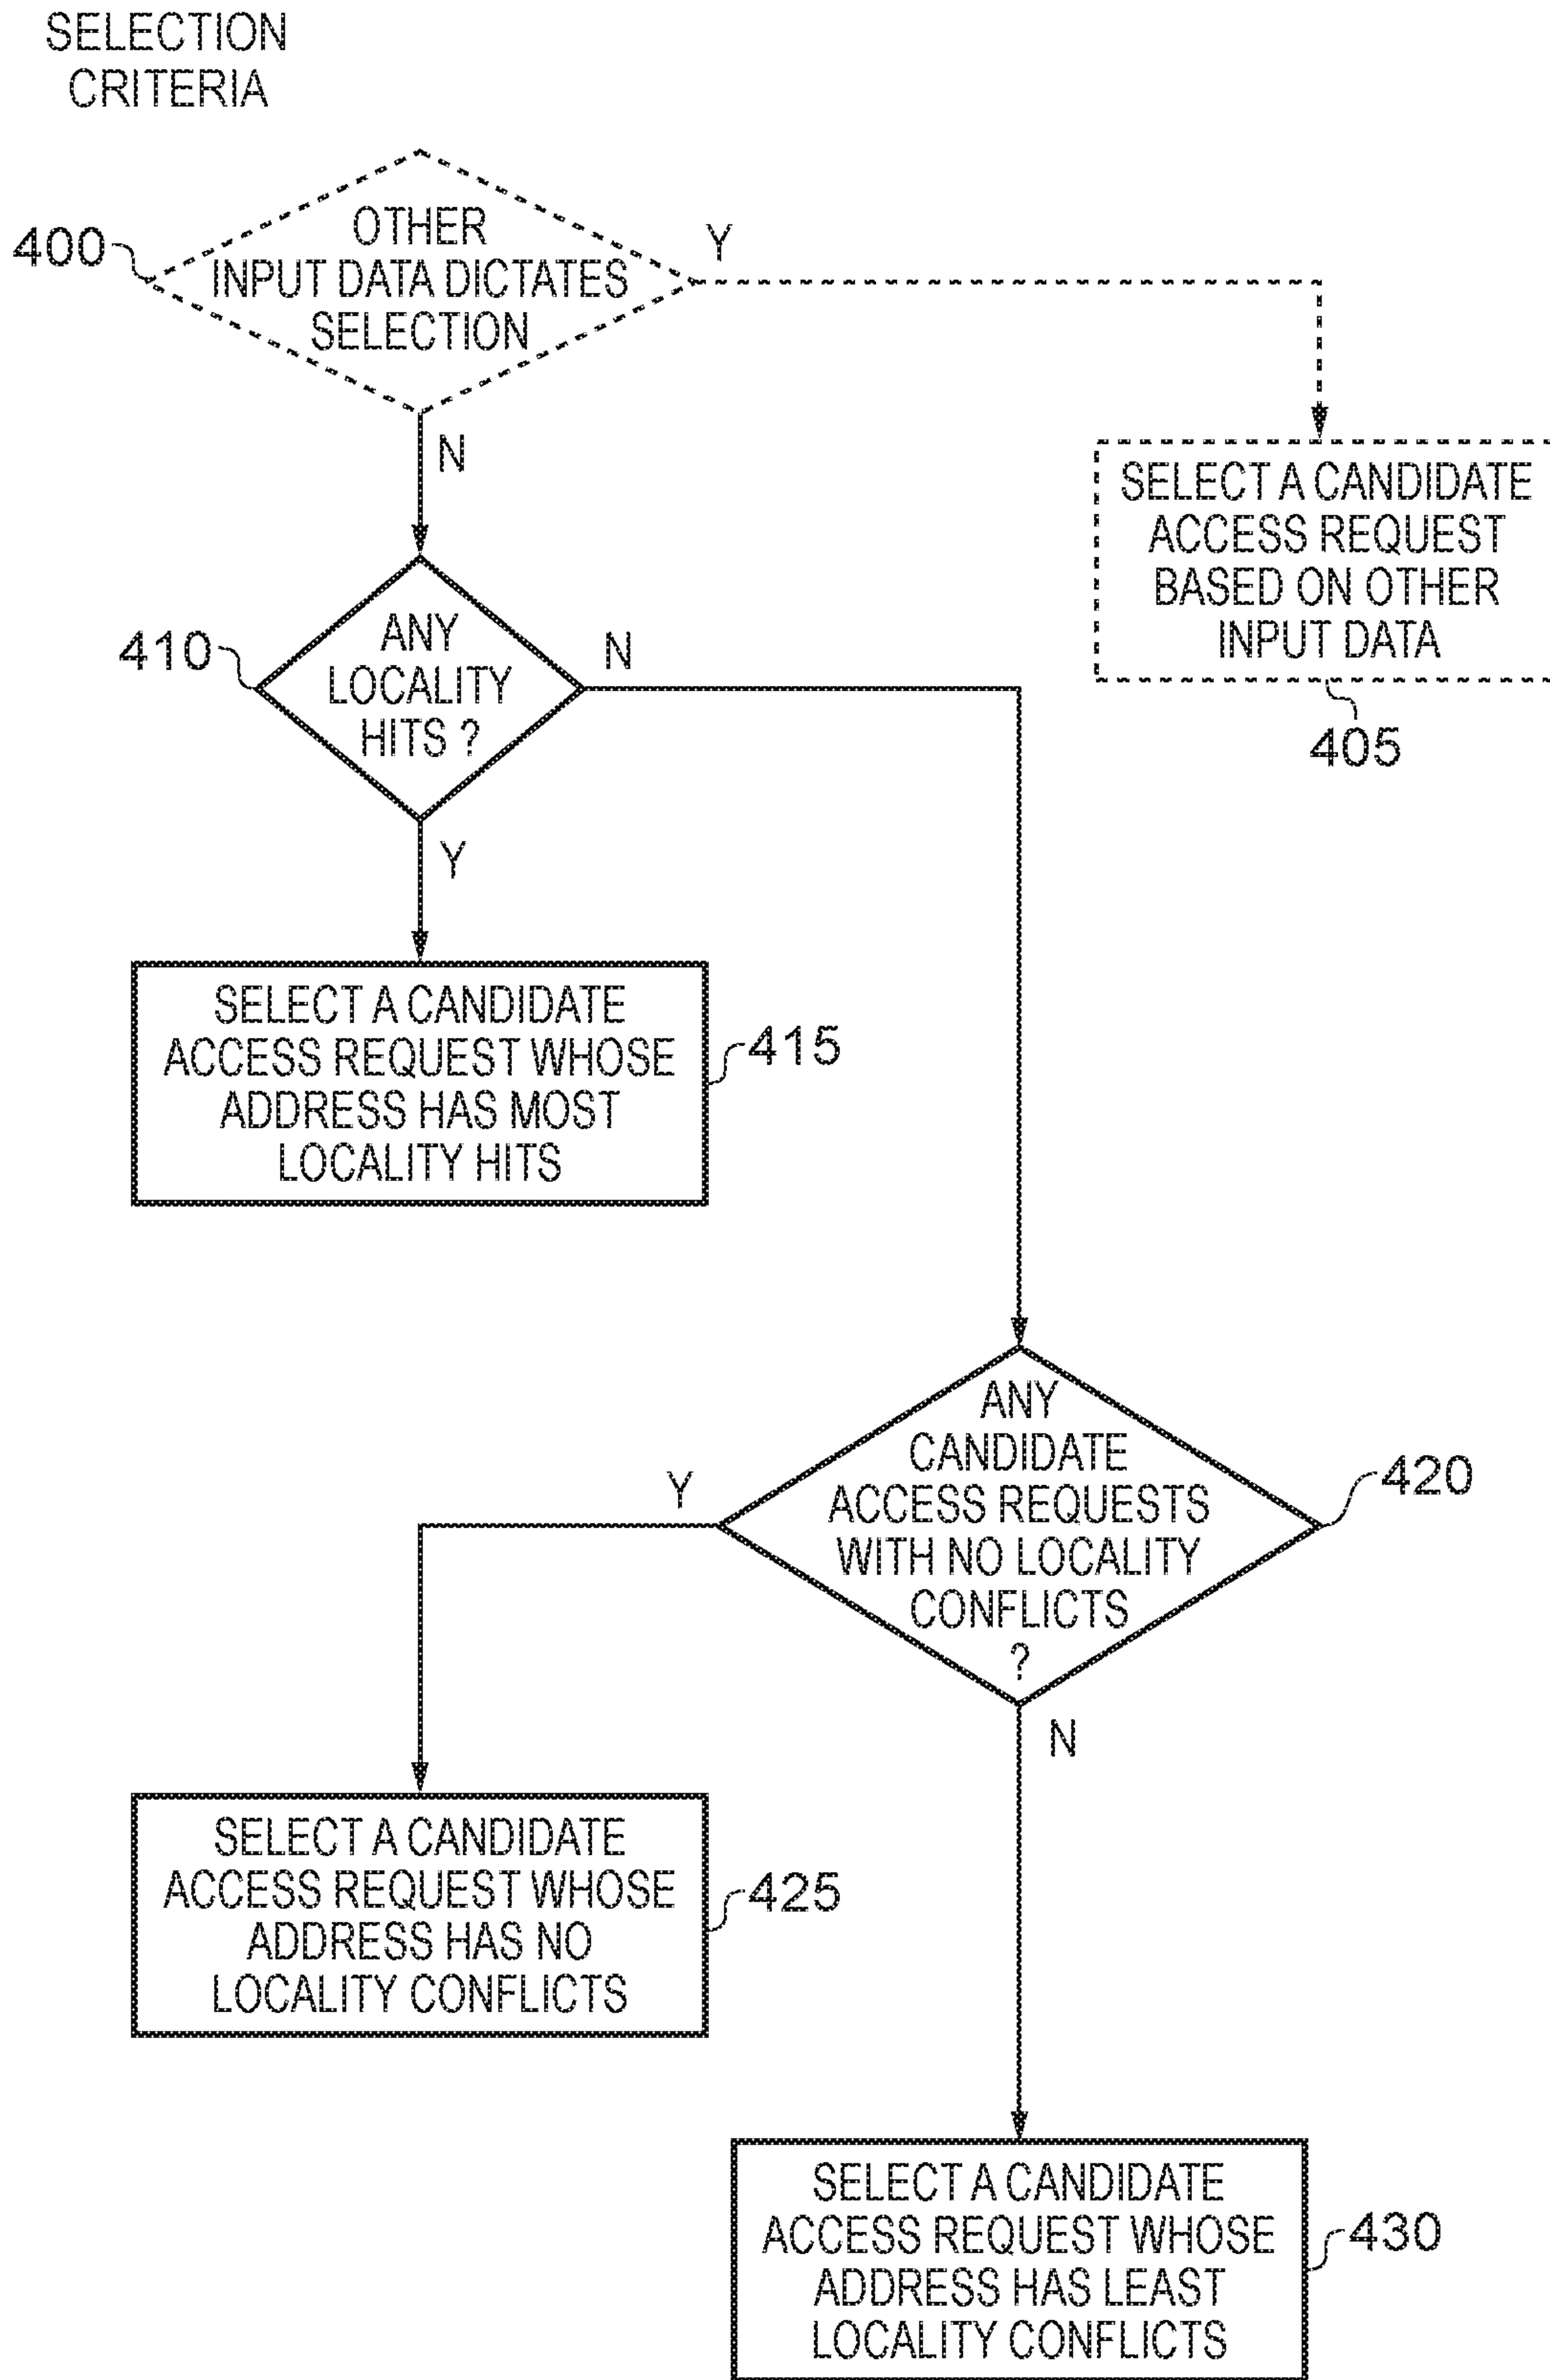 SELECTION
CRITERIA
400
OTHER
INPUT DATA DICTATES
SELECTION
Y
N
SELECT A CANDIDATE
ACCESS REQUEST
BASED ON OTHER
INPUT DATA
405
410
ANY
LOCALITY
HITS ?
N
Y
SELECT A CANDIDATE
ACCESS REQUEST WHOSE
ADDRESS HAS MOST
LOCALITY HITS
415
ANY
CANDIDATE
ACCESS REQUESTS
WITH NO LOCALITY
CONFLICTS
?
420
Y
N
SELECT A CANDIDATE
ACCESS REQUEST WHOSE
ADDRESS HAS NO
LOCALITY CONFLICTS
425
SELECT A CANDIDATE
ACCESS REQUEST WHOSE
ADDRESS HAS LEAST
LOCALITY CONFLICTS
430